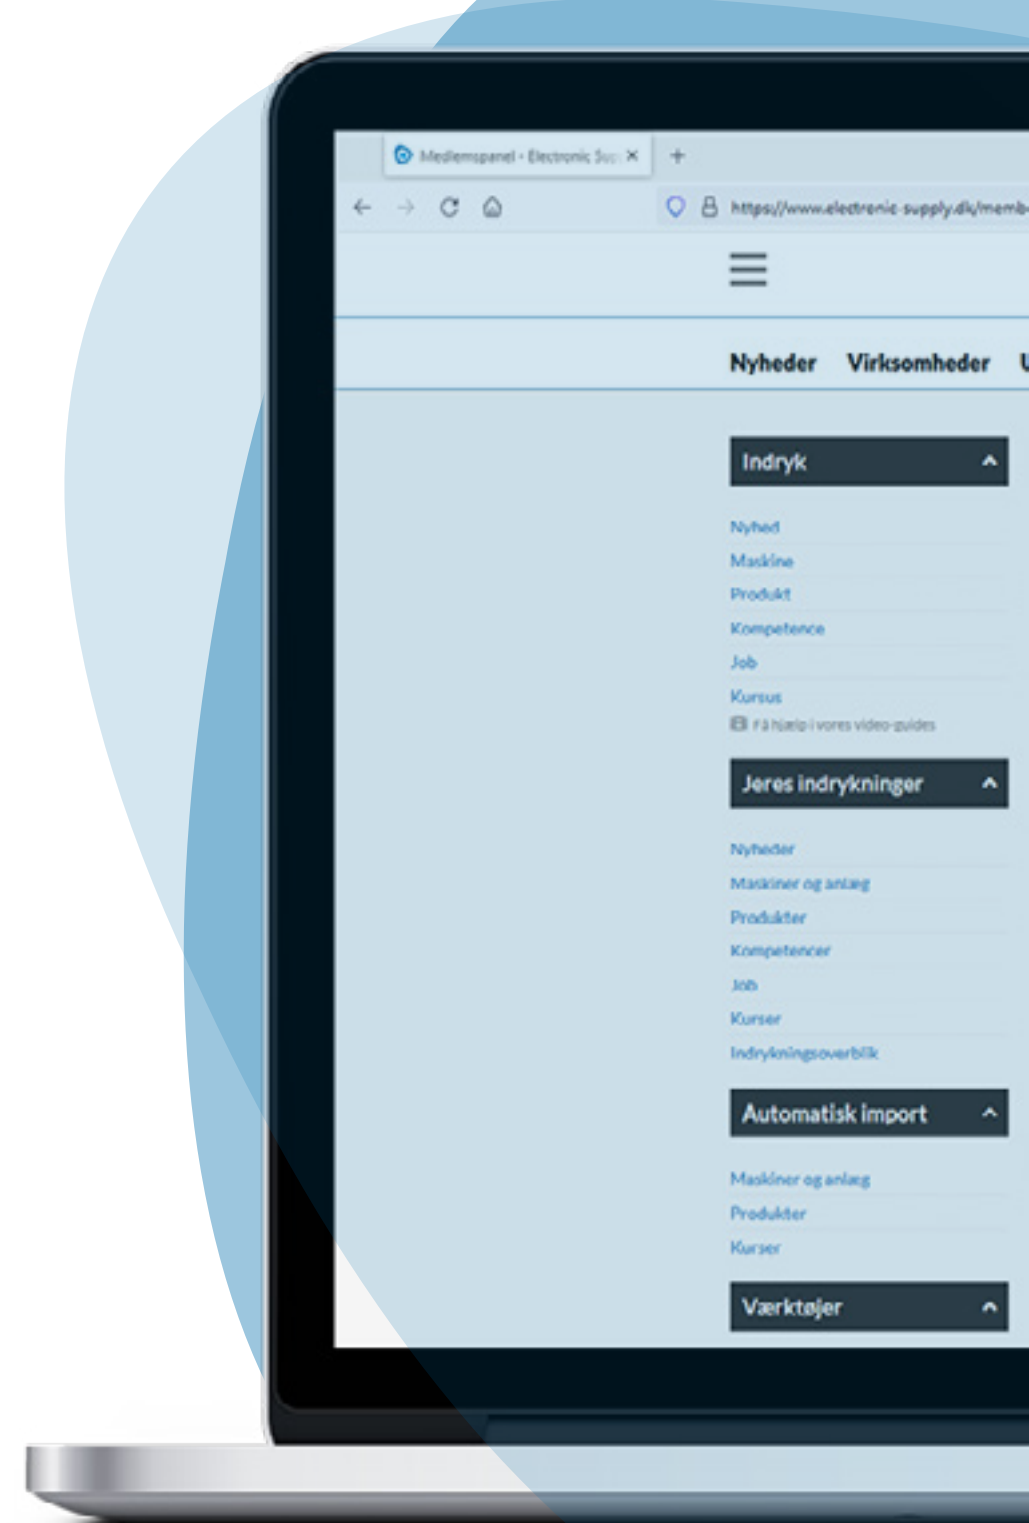 Medlemspanel - Electronic Sup
https://www.electronic-supply.dk/memb
Nyheder Virksomheder
Indryk
Nyhed
Maskine
Produkt
Kompetence
Job
Kursus
Få hjælp i vores video-guides
Jeres indrykninger
Nyheder
Maskiner og anlæg
Produkter
Kompetencer
Job
Kurser
Indrykningsoverblik
Automatisk import
Maskiner og anlæg
Produkter
Kurser
Værktøjer